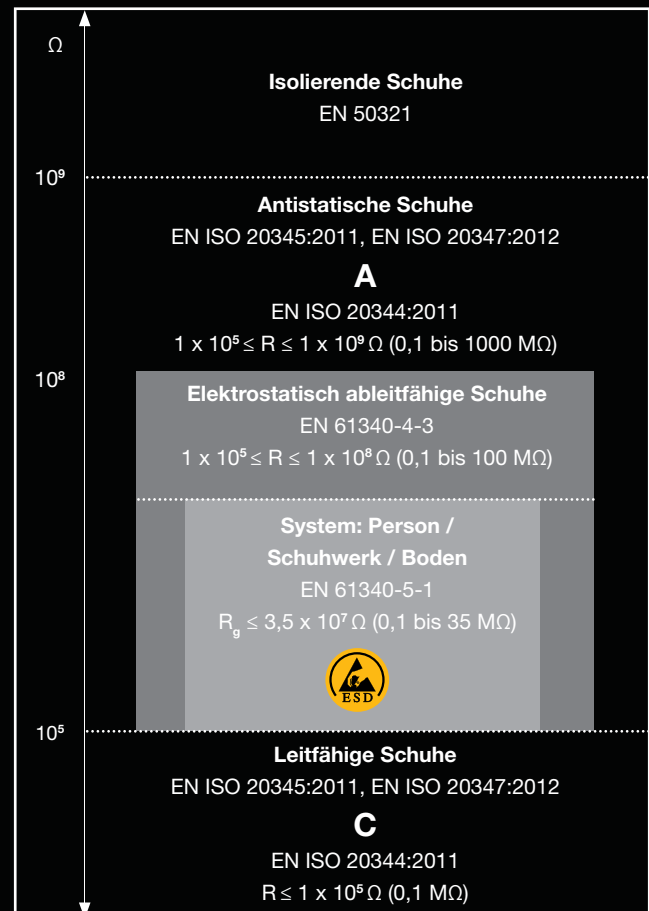 Ω
Isolierende Schuhe
EN 50321
10⁹
Antistatische Schuhe
EN ISO 20345:2011, EN ISO 20347:2012
A
EN ISO 20344:2011
1 x 10⁵ ≤ R ≤ 1 x 10⁹ Ω (0,1 bis 1000 MΩ)
10⁸
Elektrostatisch ableitfähige Schuhe
EN 61340-4-3
1 x 10⁵ ≤ R ≤ 1 x 10⁸ Ω (0,1 bis 100 MΩ)
System: Person /
Schuhwerk / Boden
EN 61340-5-1
R_g ≤ 3,5 x 10⁷ Ω (0,1 bis 35 MΩ)
ESD
10⁵
Leitfähige Schuhe
EN ISO 20345:2011, EN ISO 20347:2012
C
EN ISO 20344:2011
R ≤ 1 x 10⁵ Ω (0,1 MΩ)